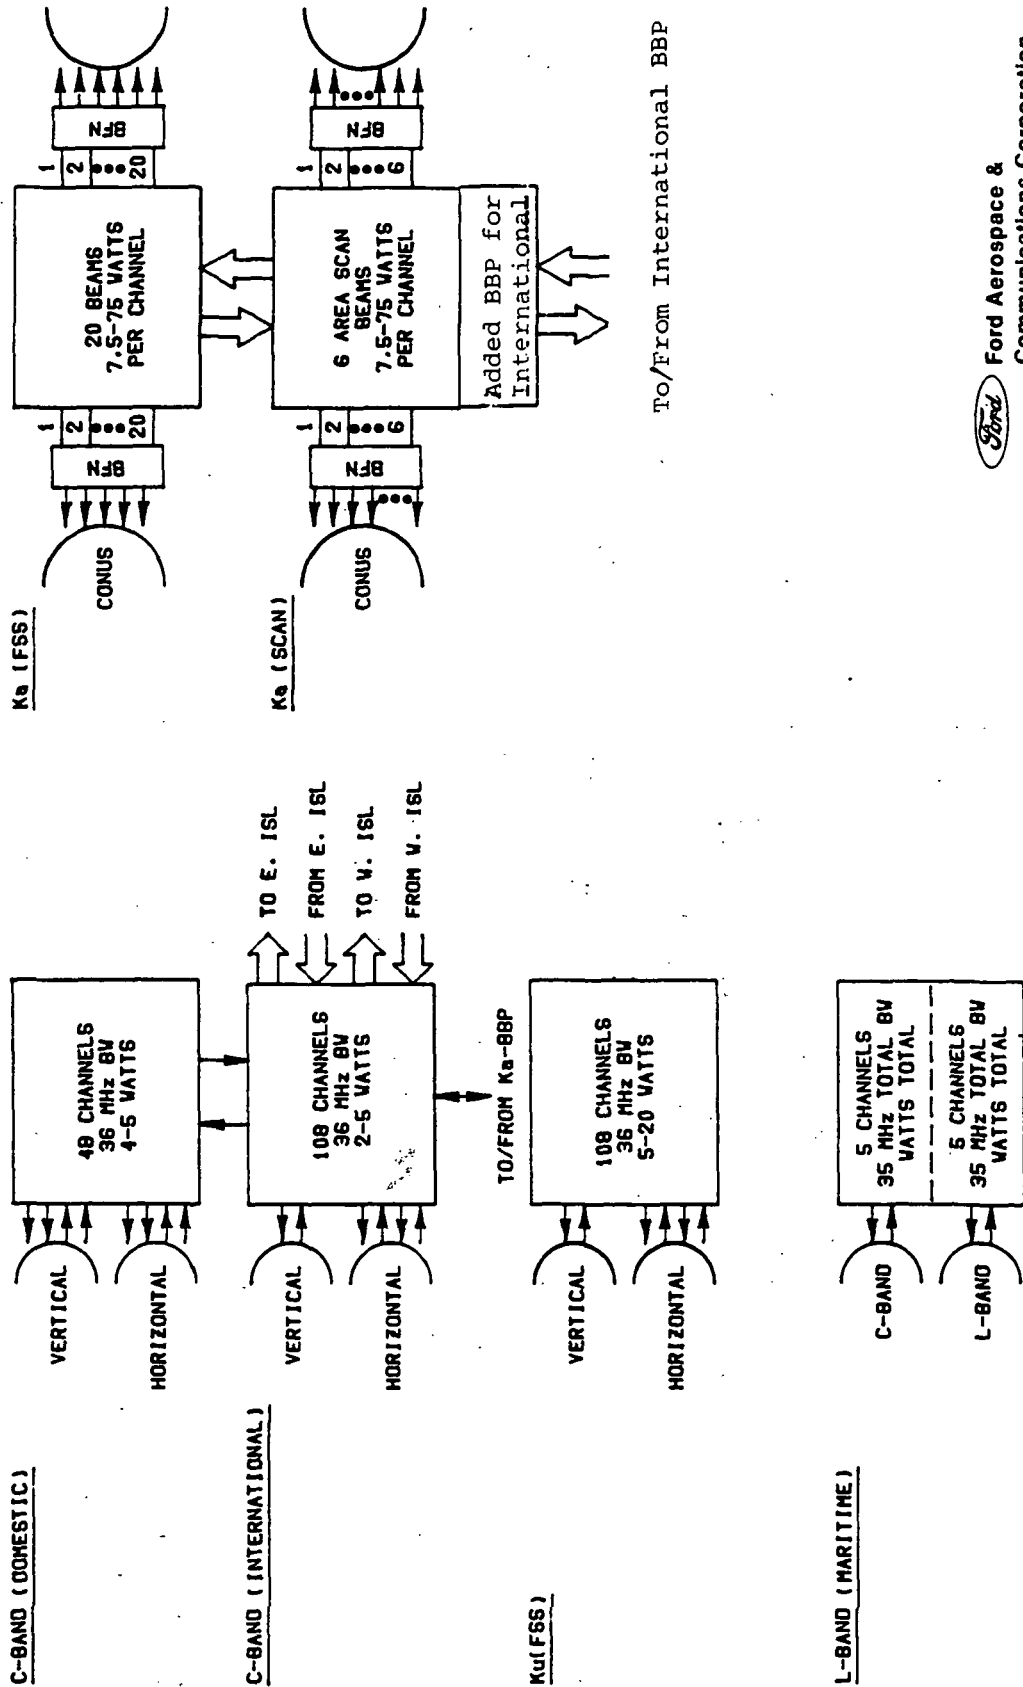 C-BAND (DOMESTIC)
VERTICAL
HORIZONTAL
48 CHANNELS
36 MHz BW
4-5 WATTS
C-BAND (INTERNATIONAL)
VERTICAL
HORIZONTAL
108 CHANNELS
36 MHz BW
2-5 WATTS
TO E. ISL
FROM E. ISL
TO W. ISL
FROM W. ISL
TO/FROM Ka-BBP
Ku(FSS)
VERTICAL
HORIZONTAL
108 CHANNELS
36 MHz BW
5-20 WATTS
L-BAND (MARITIME)
C-BAND
L-BAND
5 CHANNELS
35 MHz TOTAL BW
WATTS TOTAL
5 CHANNELS
35 MHz TOTAL BW
WATTS TOTAL
Ka (FSS)
CONUS
BFN
1
2
20
20 BEAMS
7.5-75 WATTS
PER CHANNEL
1
2
20
BFN
Ka (SCAN)
CONUS
BFN
1
2
6
6 AREA SCAN
BEAMS
7.5-75 WATTS
PER CHANNEL
1
2
6
BFN
Added BBP for
International
To/From International BBP
Ford
Ford Aerospace &
Communications Corporation